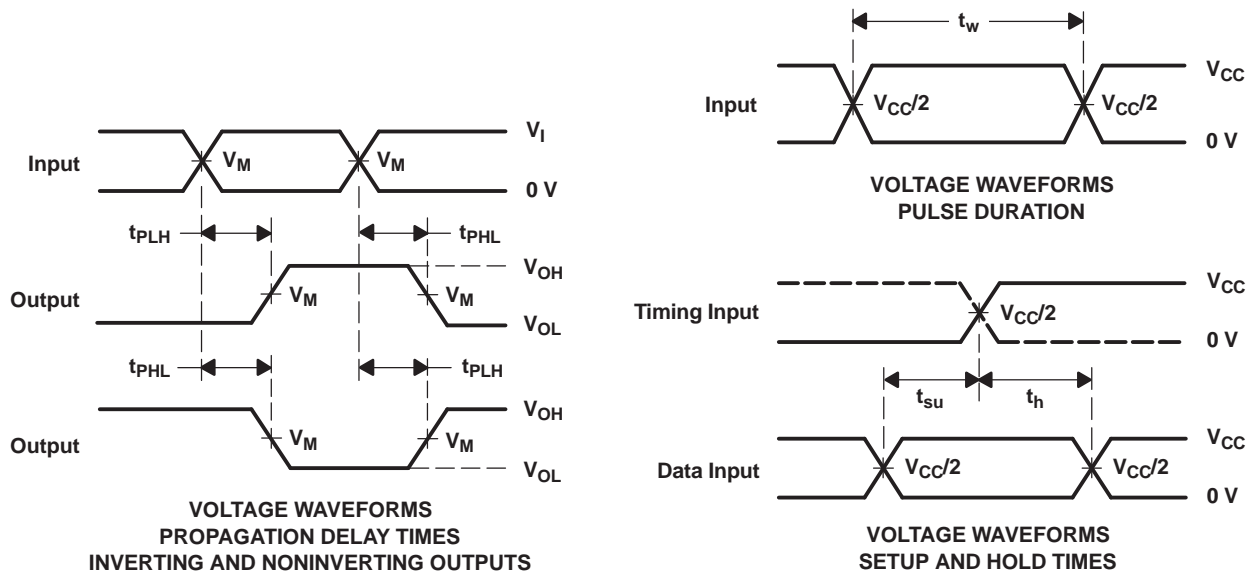 Input
V_I
V_M
V_M
0 V
t_PLH
t_PHL
Output
V_OH
V_M
V_M
V_OL
t_PHL
t_PLH
Output
V_OH
V_M
V_M
V_OL
VOLTAGE WAVEFORMS
PROPAGATION DELAY TIMES
INVERTING AND NONINVERTING OUTPUTS
t_w
Input
V_CC
V_CC/2
V_CC/2
0 V
VOLTAGE WAVEFORMS
PULSE DURATION
Timing Input
V_CC
V_CC/2
0 V
t_su
t_h
Data Input
V_CC
V_CC/2
V_CC/2
0 V
VOLTAGE WAVEFORMS
SETUP AND HOLD TIMES